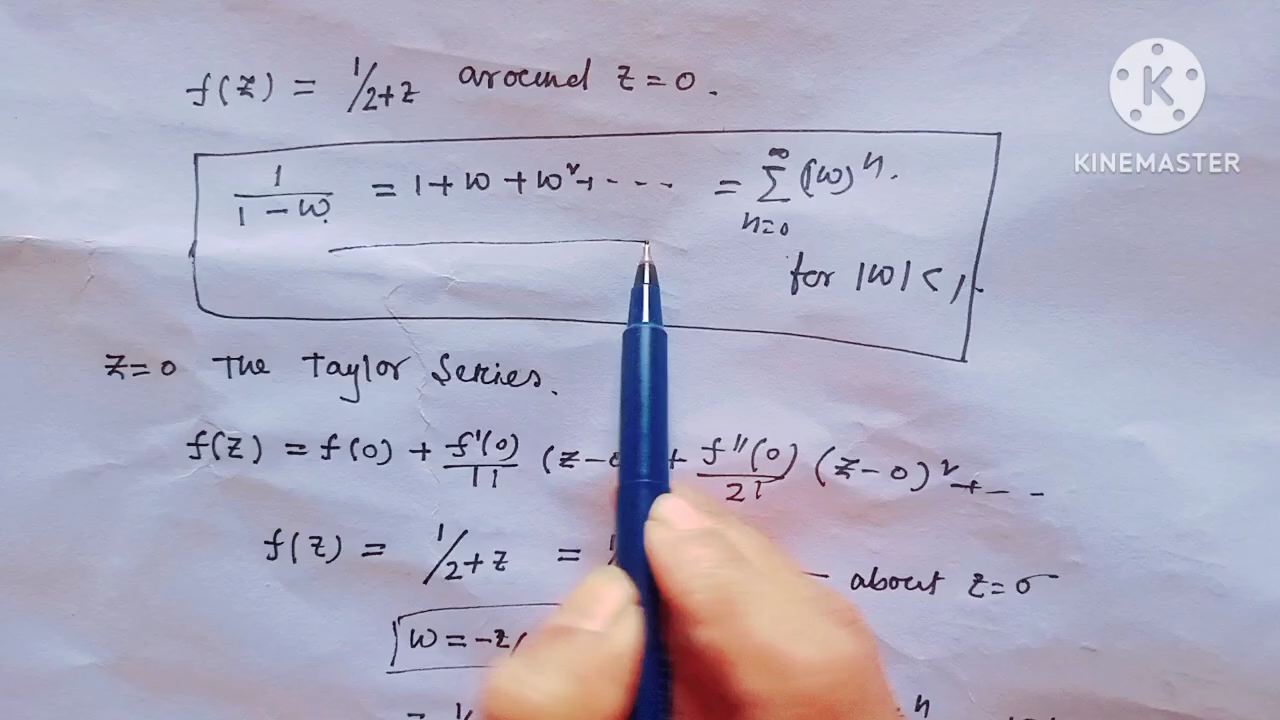 f(z) = 1/2+z around z=0.
KINEMASTER
1/1-w = 1+w+w²+---- = ∞∑n=0 (w)^n.
for |w|<1.
z=0 The Taylor Series.
f(z) = f(0) + f'(0)/1! (z-0 + f''(0)/2! (z-0)²+---
f(z) = 1/2+z = about z=0
w=-z/